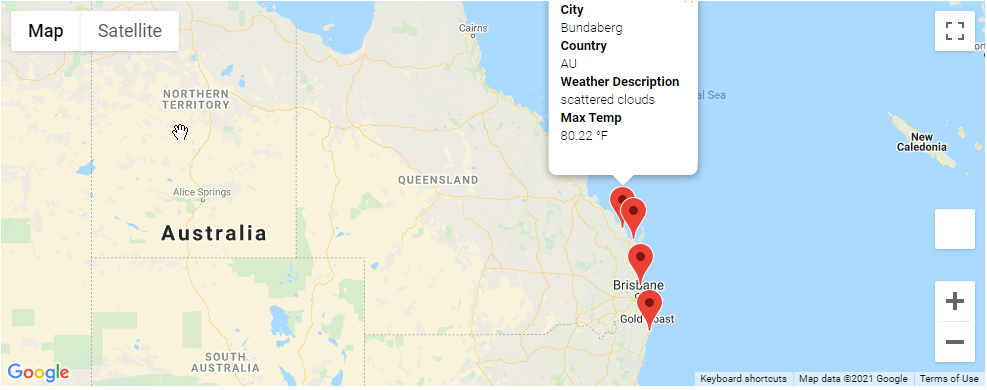 Map
Satellite
City
Bundaberg
Country
AU
Weather Description
scattered clouds
Max Temp
80.22 °F
Cairns
al Sea
NORTHERN
TERRITORY
New
Caledonia
QUEENSLAND
Alice Springs
Australia
Brisbane
Gold Coast
SOUTH
AUSTRALIA
Google
Keyboard shortcuts
Map data ©2021 Google
Terms of Use